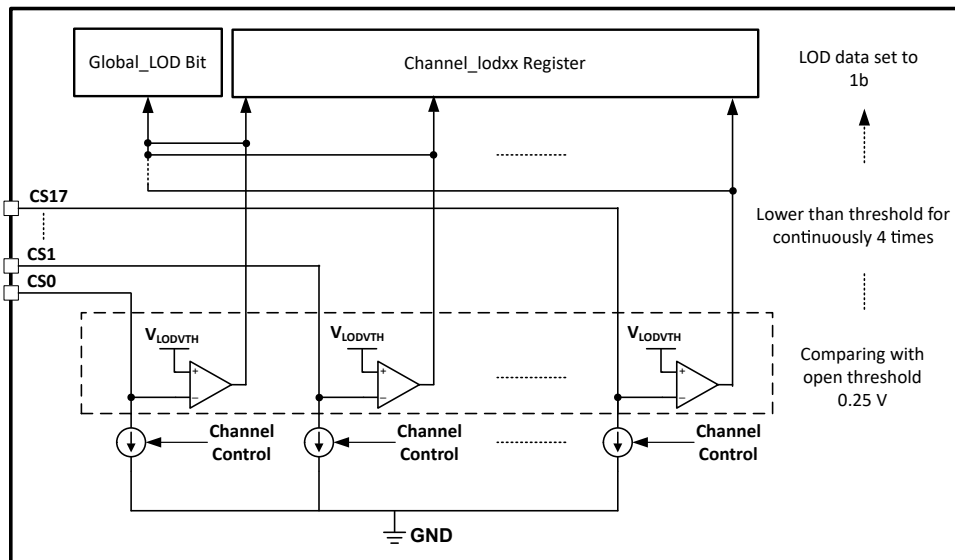 Global_LOD Bit
Channel_lodxx Register
LOD data set to
1b
CS17
Lower than threshold for
continuously 4 times
CS1
CS0
VLODVTH
VLODVTH
VLODVTH
+
+
+
Comparing with
open threshold
0.25 V
–
–
–
Channel
Control
Channel
Control
Channel
Control
GND